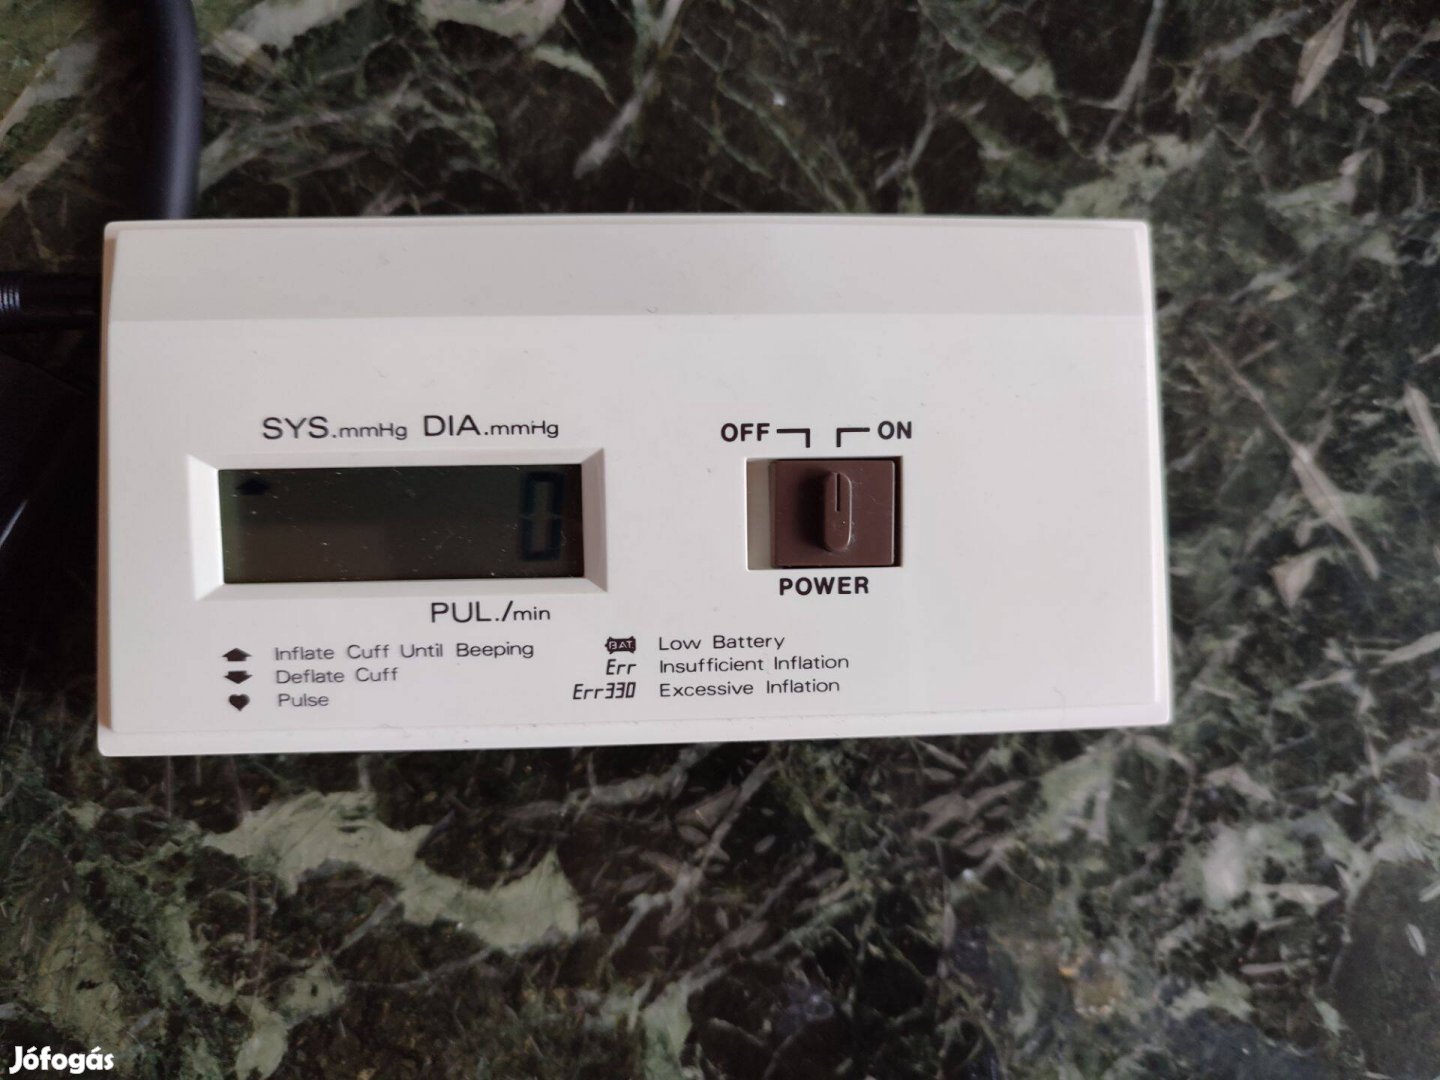 SYS.mmHg DIA.mmHg
0
PUL./min
OFF ON
POWER
Inflate Cuff Until Beeping
Deflate Cuff
Pulse
BAT. Low Battery
Err Insufficient Inflation
Err330 Excessive Inflation
Jófogás